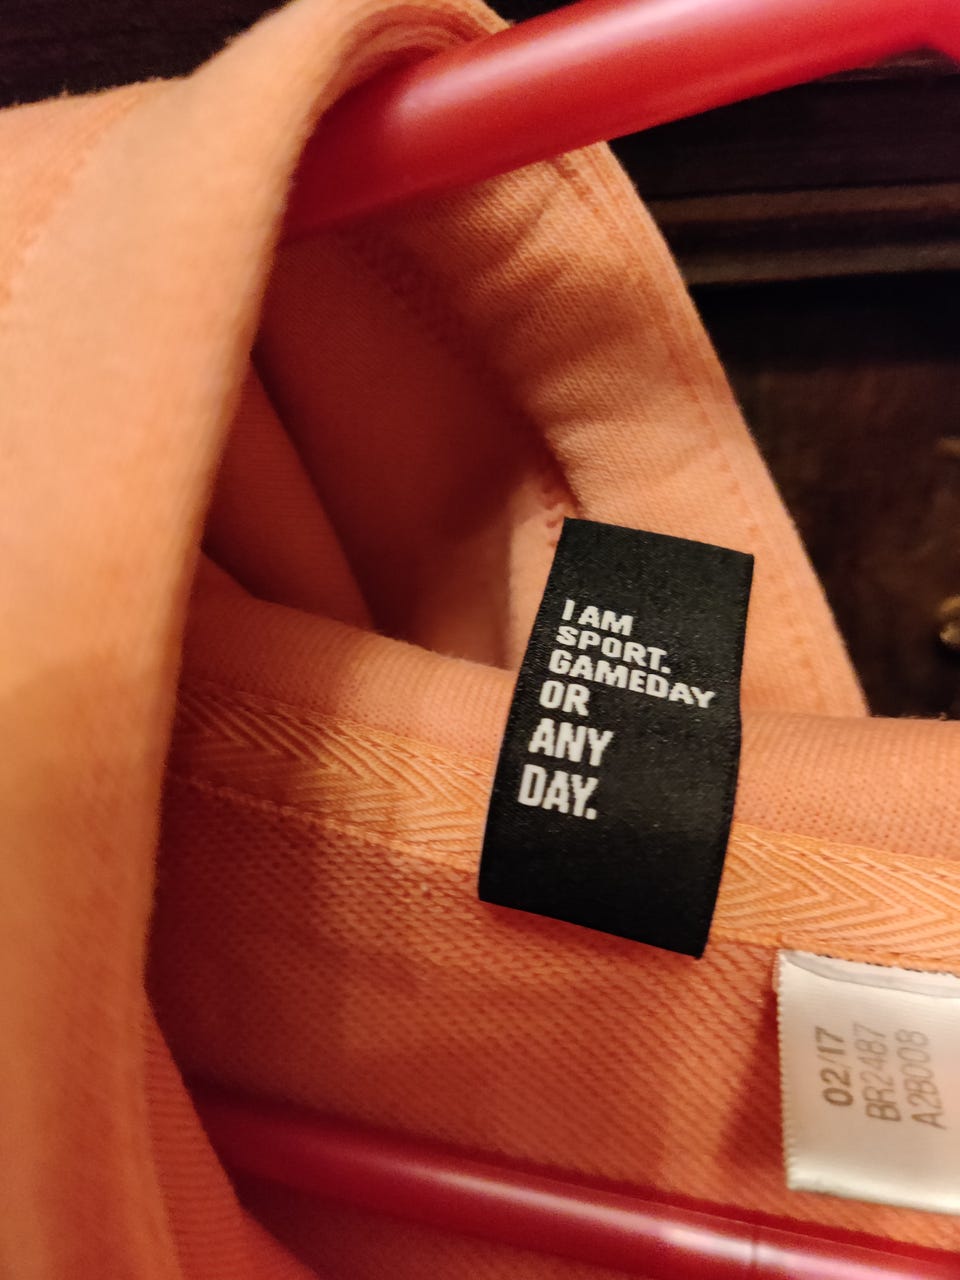 I AM
SPORT.
GAMEDAY
OR
ANY
DAY.
02/17
BR2487
A2B008